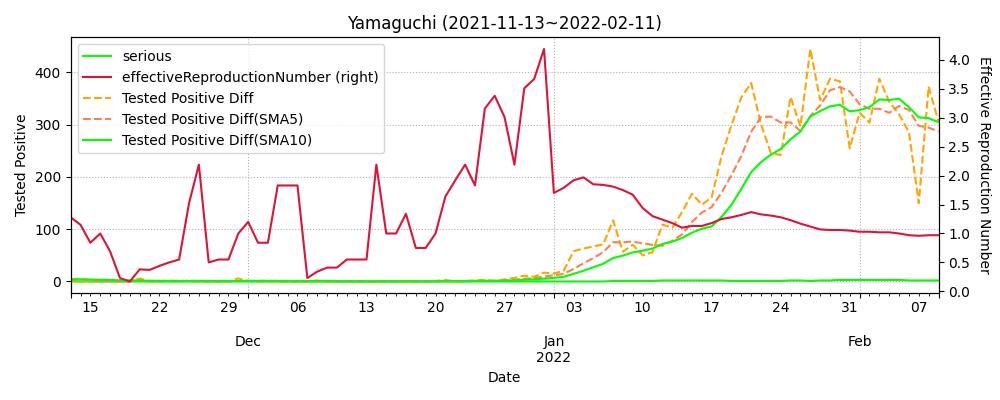 Yamaguchi (2021-11-13~2022-02-11)
serious
effectiveReproductionNumber (right)
Tested Positive Diff
Tested Positive Diff(SMA5)
Tested Positive Diff(SMA10)
Tested Positive
400
300
200
100
0
4.0
3.5
3.0
2.5
2.0
1.5
1.0
0.5
0.0
Effective Reproduction Number
15 22 29 06 13 20 27 03 10 17 24 31 07
Dec Jan Feb
2022
Date